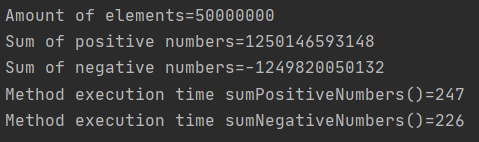 Amount of elements=50000000
Sum of positive numbers=1250146593148
Sum of negative numbers=-1249820050132
Method execution time sumPositiveNumbers()=247
Method execution time sumNegativeNumbers()=226